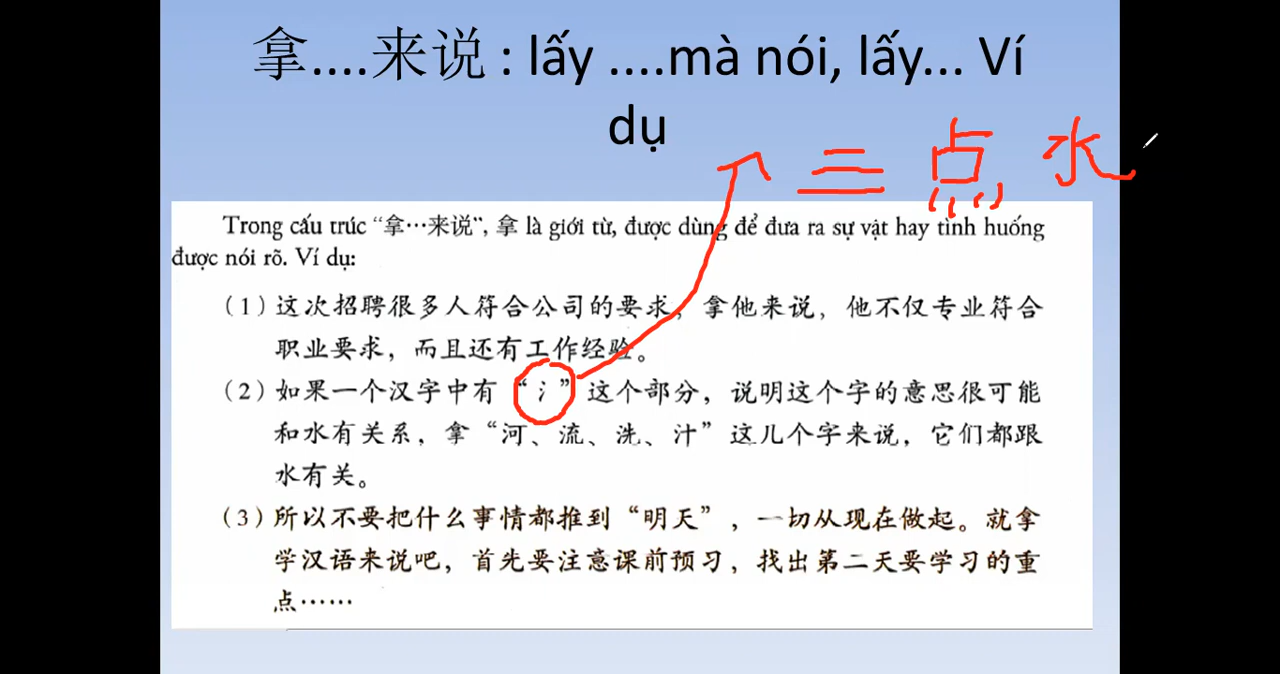 拿....来说 : lấy ....mà nói, lấy... Ví
dụ
三点水
Trong cấu trúc “拿…来说”, 拿 là giới từ, được dùng để đưa ra sự vật hay tình huống
được nói rõ. Ví dụ:
（1）这次招聘很多人符合公司的要求，拿他来说，他不仅专业符合
职业要求，而且还有工作经验。
（2）如果一个汉字中有“氵”这个部分，说明这个字的意思很可能
和水有关系，拿“河、流、洗、汁”这几个字来说，它们都跟
水有关。
（3）所以不要把什么事情都推到“明天”，一切从现在做起。就拿
学汉语来说吧，首先要注意课前预习，找出第二天要学习的重
点……